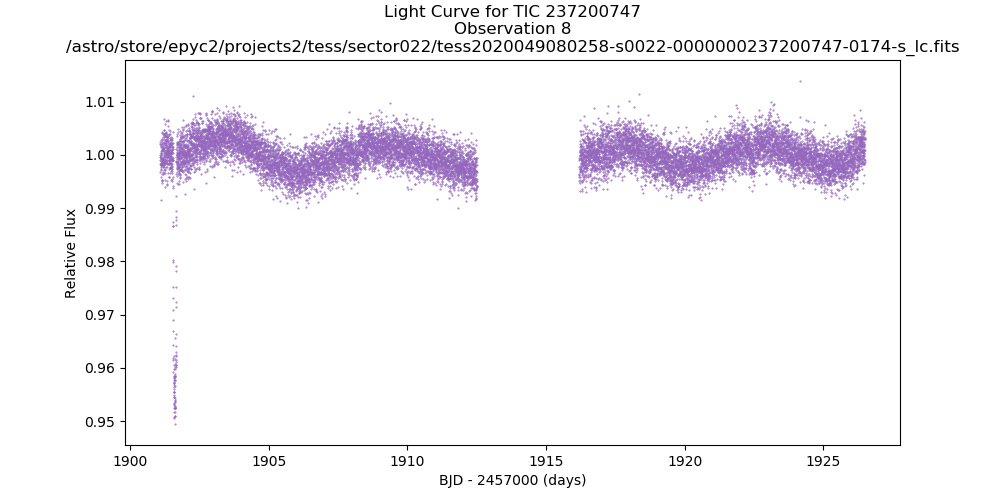 Light Curve for TIC 237200747
Observation 8
/astro/store/epyc2/projects2/tess/sector022/tess2020049080258-s0022-0000000237200747-0174-s_lc.fits
1.01
1.00
0.99
0.98
0.97
0.96
0.95
Relative Flux
1900
1905
1910
1915
1920
1925
BJD - 2457000 (days)